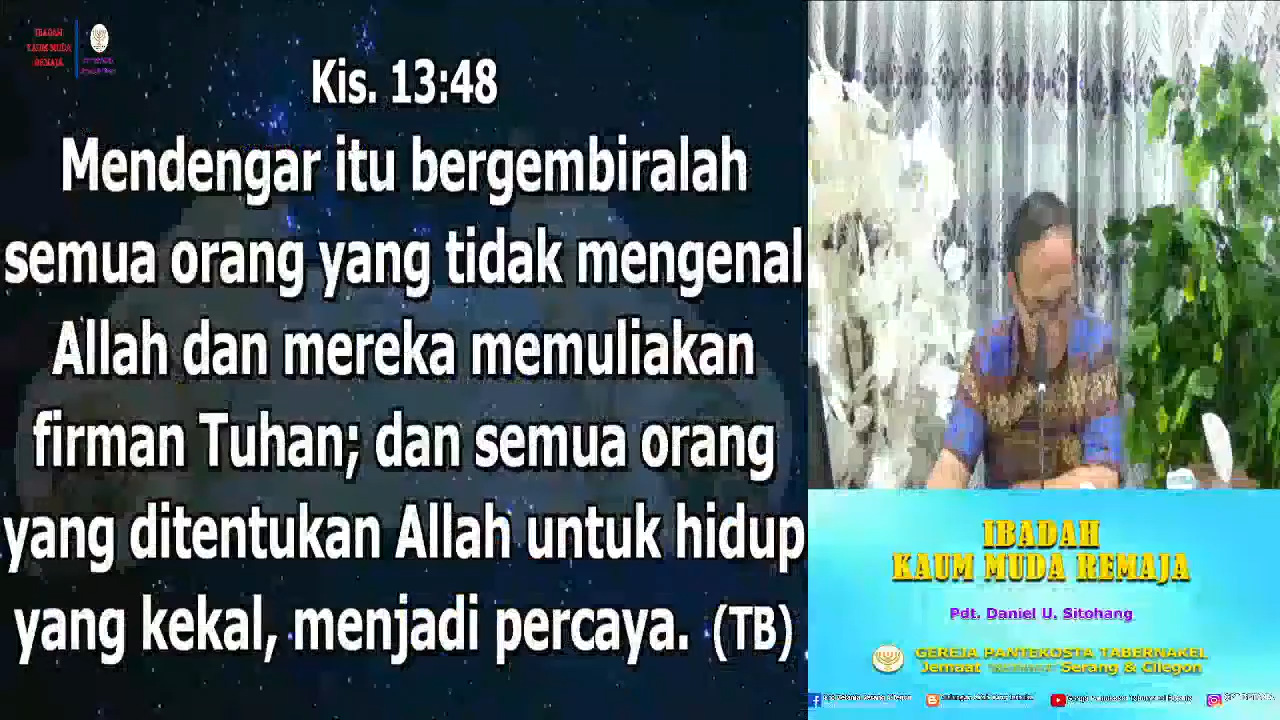 IBADAH
KAUM MUDA
REMAJA
Kis. 13:48
Mendengar itu bergembiralah
semua orang yang tidak mengenal
Allah dan mereka memuliakan
firman Tuhan; dan semua orang
yang ditentukan Allah untuk hidup
yang kekal, menjadi percaya. (TB)
IBADAH
KAUM MUDA REMAJA
Pdt. Daniel U. Sitohang
GEREJA PANTEKOSTA TABERNAKEL
Jemaat Serang & Cilegon